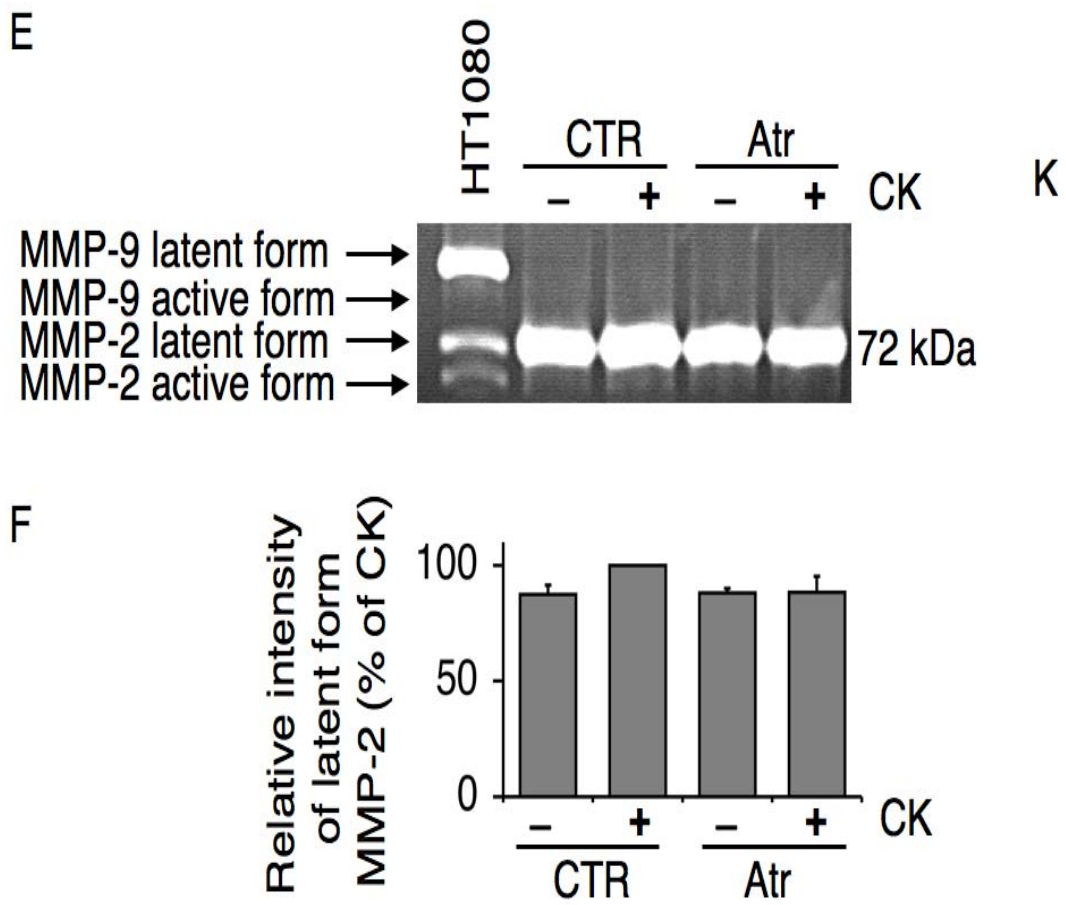 E
HT1080
CTR Atr
– + – + CK
K
MMP-9 latent form
MMP-9 active form
MMP-2 latent form
MMP-2 active form
72 kDa
F
Relative intensity
of latent form
MMP-2 (% of CK)
100
50
0
– + – + CK
CTR Atr